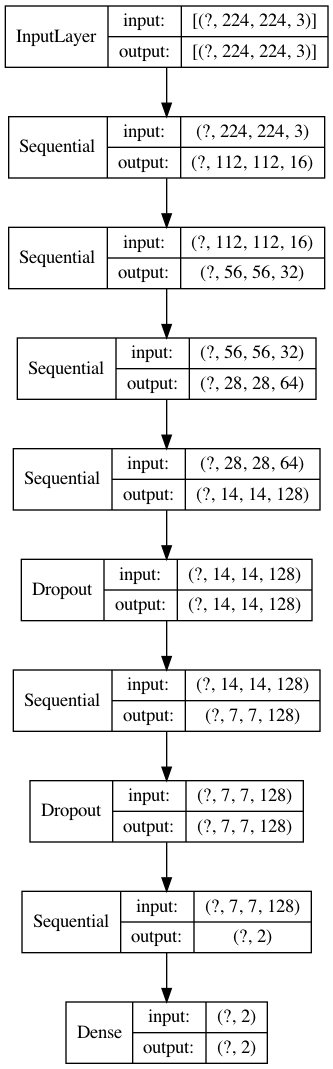 InputLayer
input: [(?, 224, 224, 3)]
output: [(?, 224, 224, 3)]
Sequential
input: (?, 224, 224, 3)
output: (?, 112, 112, 16)
Sequential
input: (?, 112, 112, 16)
output: (?, 56, 56, 32)
Sequential
input: (?, 56, 56, 32)
output: (?, 28, 28, 64)
Sequential
input: (?, 28, 28, 64)
output: (?, 14, 14, 128)
Dropout
input: (?, 14, 14, 128)
output: (?, 14, 14, 128)
Sequential
input: (?, 14, 14, 128)
output: (?, 7, 7, 128)
Dropout
input: (?, 7, 7, 128)
output: (?, 7, 7, 128)
Sequential
input: (?, 7, 7, 128)
output: (?, 2)
Dense
input: (?, 2)
output: (?, 2)